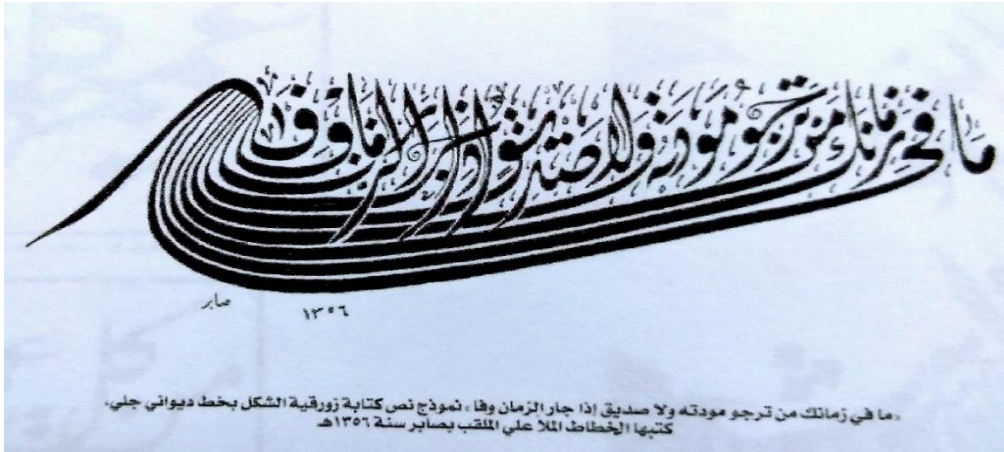 ما في زمانك من ترجو مودته ولا صديق إذا جار الزمان وفا
صابر
١٣٥٦
«ما في زمانك من ترجو مودته ولا صديق إذا جار الزمان وفا» نموذج نص كتابة زورقية الشكل بخط ديواني جلي،
كتبها الخطاط الملا علي الملقب بصابر سنة ١٣٥٦هـ